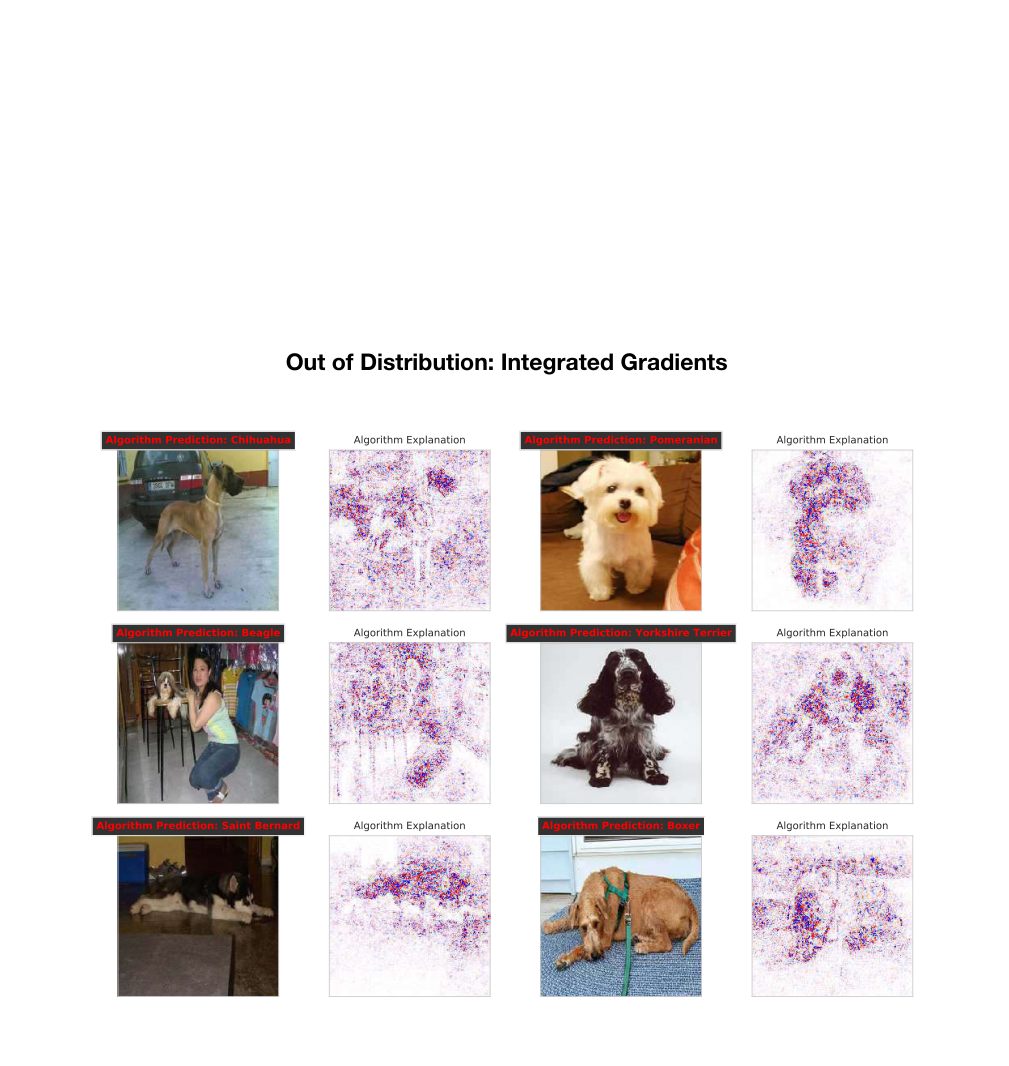 Out of Distribution: Integrated Gradients
Algorithm Prediction: Chihuahua
Algorithm Explanation
Algorithm Prediction: Pomeranian
Algorithm Explanation
Algorithm Prediction: Beagle
Algorithm Explanation
Algorithm Prediction: Yorkshire Terrier
Algorithm Explanation
Algorithm Prediction: Saint Bernard
Algorithm Explanation
Algorithm Prediction: Boxer
Algorithm Explanation